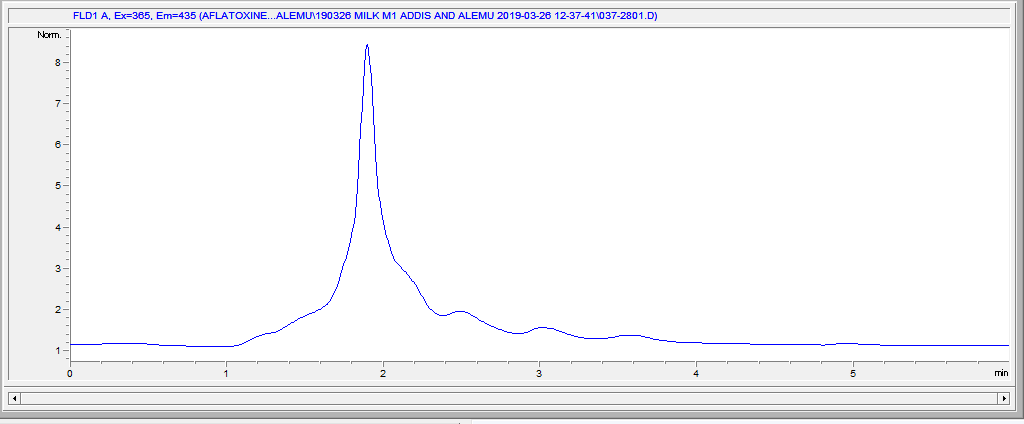 FLD1 A, Ex=365, Em=435 (AFLATOXINE...ALEMU\190326 MILK M1 ADDIS AND ALEMU 2019-03-26 12-37-41\037-2801.D)
Norm.
8
7
6
5
4
3
2
1
0 1 2 3 4 5 min